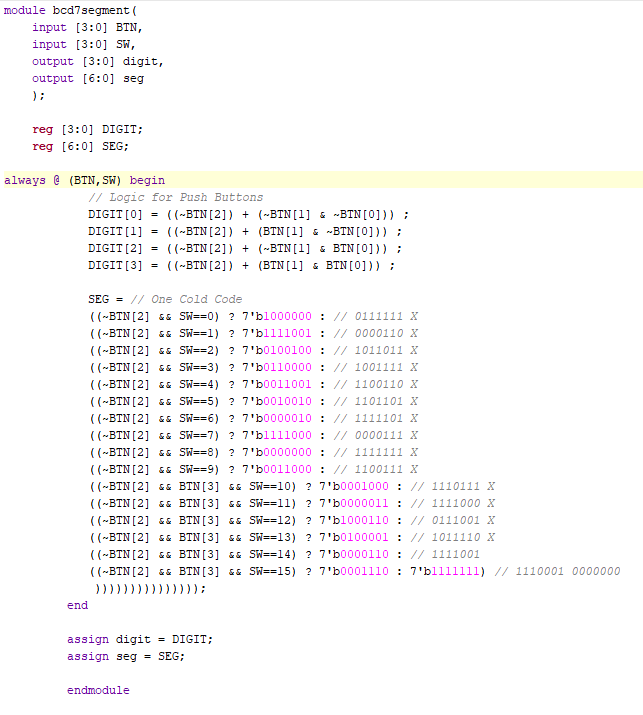 module bcd7segment(
input [3:0] BTN,
input [3:0] SW,
output [3:0] digit,
output [6:0] seg
);
reg [3:0] DIGIT;
reg [6:0] SEG;
always @ (BTN,SW) begin
// Logic for Push Buttons
DIGIT[0] = ((~BTN[2]) + (~BTN[1] & ~BTN[0])) ;
DIGIT[1] = ((~BTN[2]) + (BTN[1] & ~BTN[0])) ;
DIGIT[2] = ((~BTN[2]) + (~BTN[1] & BTN[0])) ;
DIGIT[3] = ((~BTN[2]) + (BTN[1] & BTN[0])) ;
SEG = // One Cold Code
((~BTN[2] && SW==0) ? 7'b1000000 : // 0111111 X
((~BTN[2] && SW==1) ? 7'b1111001 : // 0000110 X
((~BTN[2] && SW==2) ? 7'b0100100 : // 1011011 X
((~BTN[2] && SW==3) ? 7'b0110000 : // 1001111 X
((~BTN[2] && SW==4) ? 7'b0011001 : // 1100110 X
((~BTN[2] && SW==5) ? 7'b0010010 : // 1101101 X
((~BTN[2] && SW==6) ? 7'b0000010 : // 1111101 X
((~BTN[2] && SW==7) ? 7'b1111000 : // 0000111 X
((~BTN[2] && SW==8) ? 7'b0000000 : // 1111111 X
((~BTN[2] && SW==9) ? 7'b0011000 : // 1100111 X
((~BTN[2] && BTN[3] && SW==10) ? 7'b0001000 : // 1110111 X
((~BTN[2] && BTN[3] && SW==11) ? 7'b0000011 : // 1111000 X
((~BTN[2] && BTN[3] && SW==12) ? 7'b1000110 : // 0111001 X
((~BTN[2] && BTN[3] && SW==13) ? 7'b0100001 : // 1011110 X
((~BTN[2] && BTN[3] && SW==14) ? 7'b0000110 : // 1111001
((~BTN[2] && BTN[3] && SW==15) ? 7'b0001110 : 7'b1111111) // 1110001 0000000
)))))))))))))));
end
assign digit = DIGIT;
assign seg = SEG;
endmodule